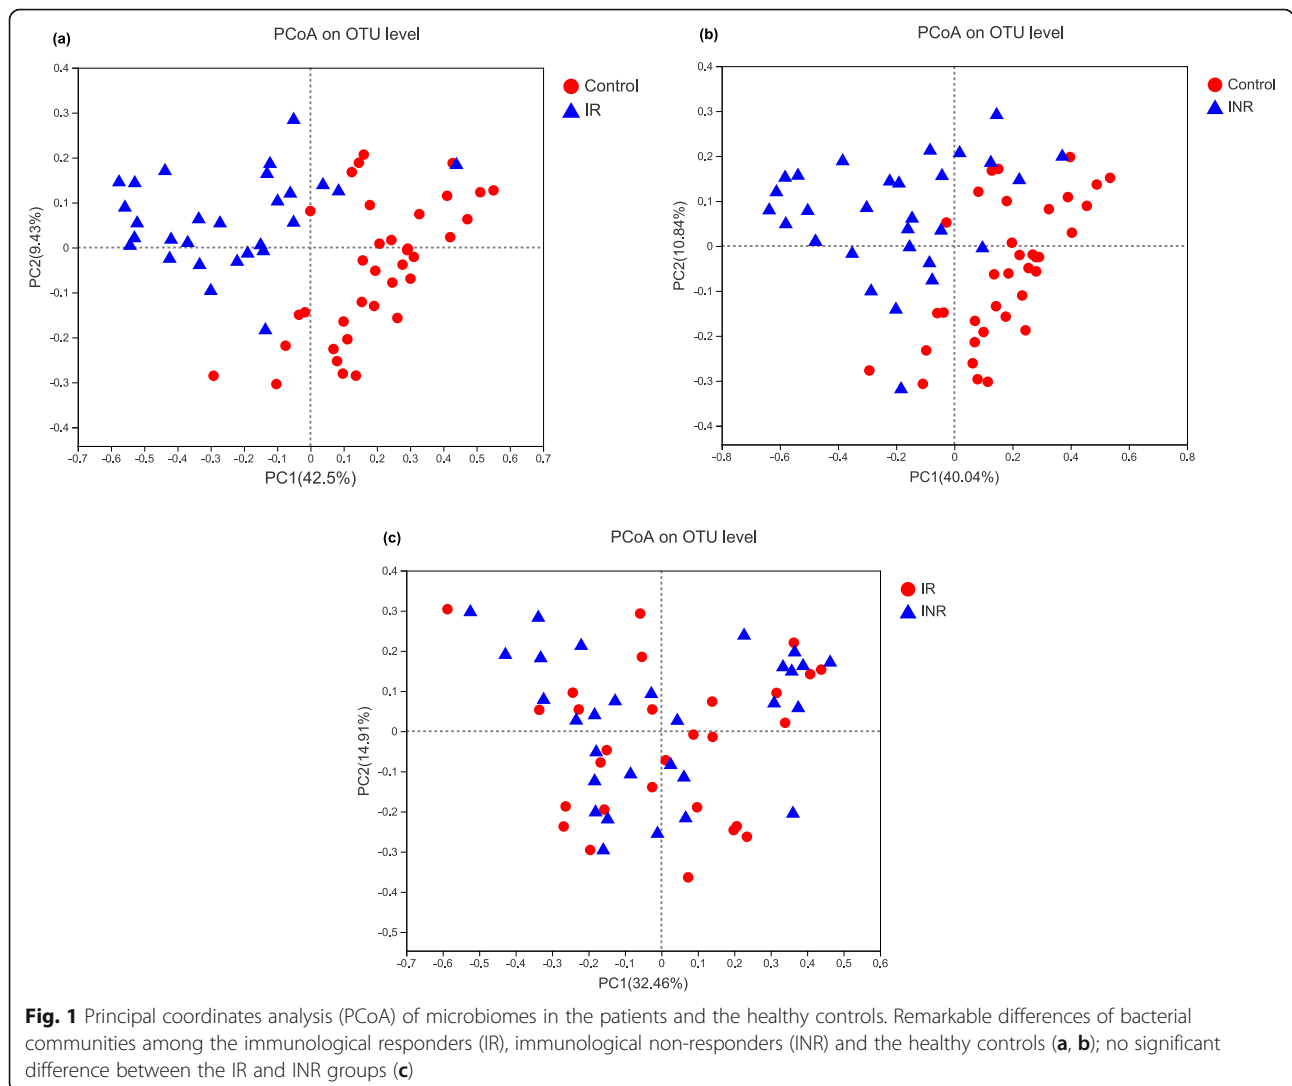 (a)
PCoA on OTU level
Control
IR
PC2(9.43%)
0.4
0.3
0.2
0.1
0
-0.1
-0.2
-0.3
-0.4
-0.7 -0.6 -0.5 -0.4 -0.3 -0.2 -0.1 0 0.1 0.2 0.3 0.4 0.5 0.6 0.7
PC1(42.5%)
(b)
PCoA on OTU level
Control
INR
PC2(10.84%)
0.4
0.3
0.2
0.1
0
-0.1
-0.2
-0.3
-0.4
-0.8 -0.6 -0.4 -0.2 0 0.2 0.4 0.6 0.8
PC1(40.04%)
(c)
PCoA on OTU level
IR
INR
PC2(14.91%)
0.4
0.3
0.2
0.1
0
-0.1
-0.2
-0.3
-0.4
-0.5
-0.7 -0.6 -0.5 -0.4 -0.3 -0.2 -0.1 0 0.1 0.2 0.3 0.4 0.5 0.6
PC1(32.46%)
Fig. 1 Principal coordinates analysis (PCoA) of microbiomes in the patients and the healthy controls. Remarkable differences of bacterial
communities among the immunological responders (IR), immunological non-responders (INR) and the healthy controls (a, b); no significant
difference between the IR and INR groups (c)